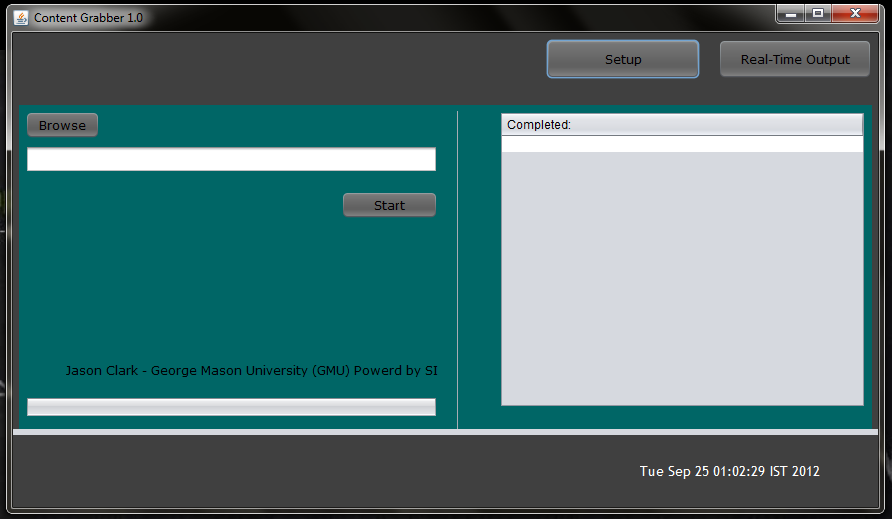 Content Grabber 1.0
Setup
Real-Time Output
Browse
Completed:
Start
Jason Clark - George Mason University (GMU) Powerd by SI
Tue Sep 25 01:02:29 IST 2012